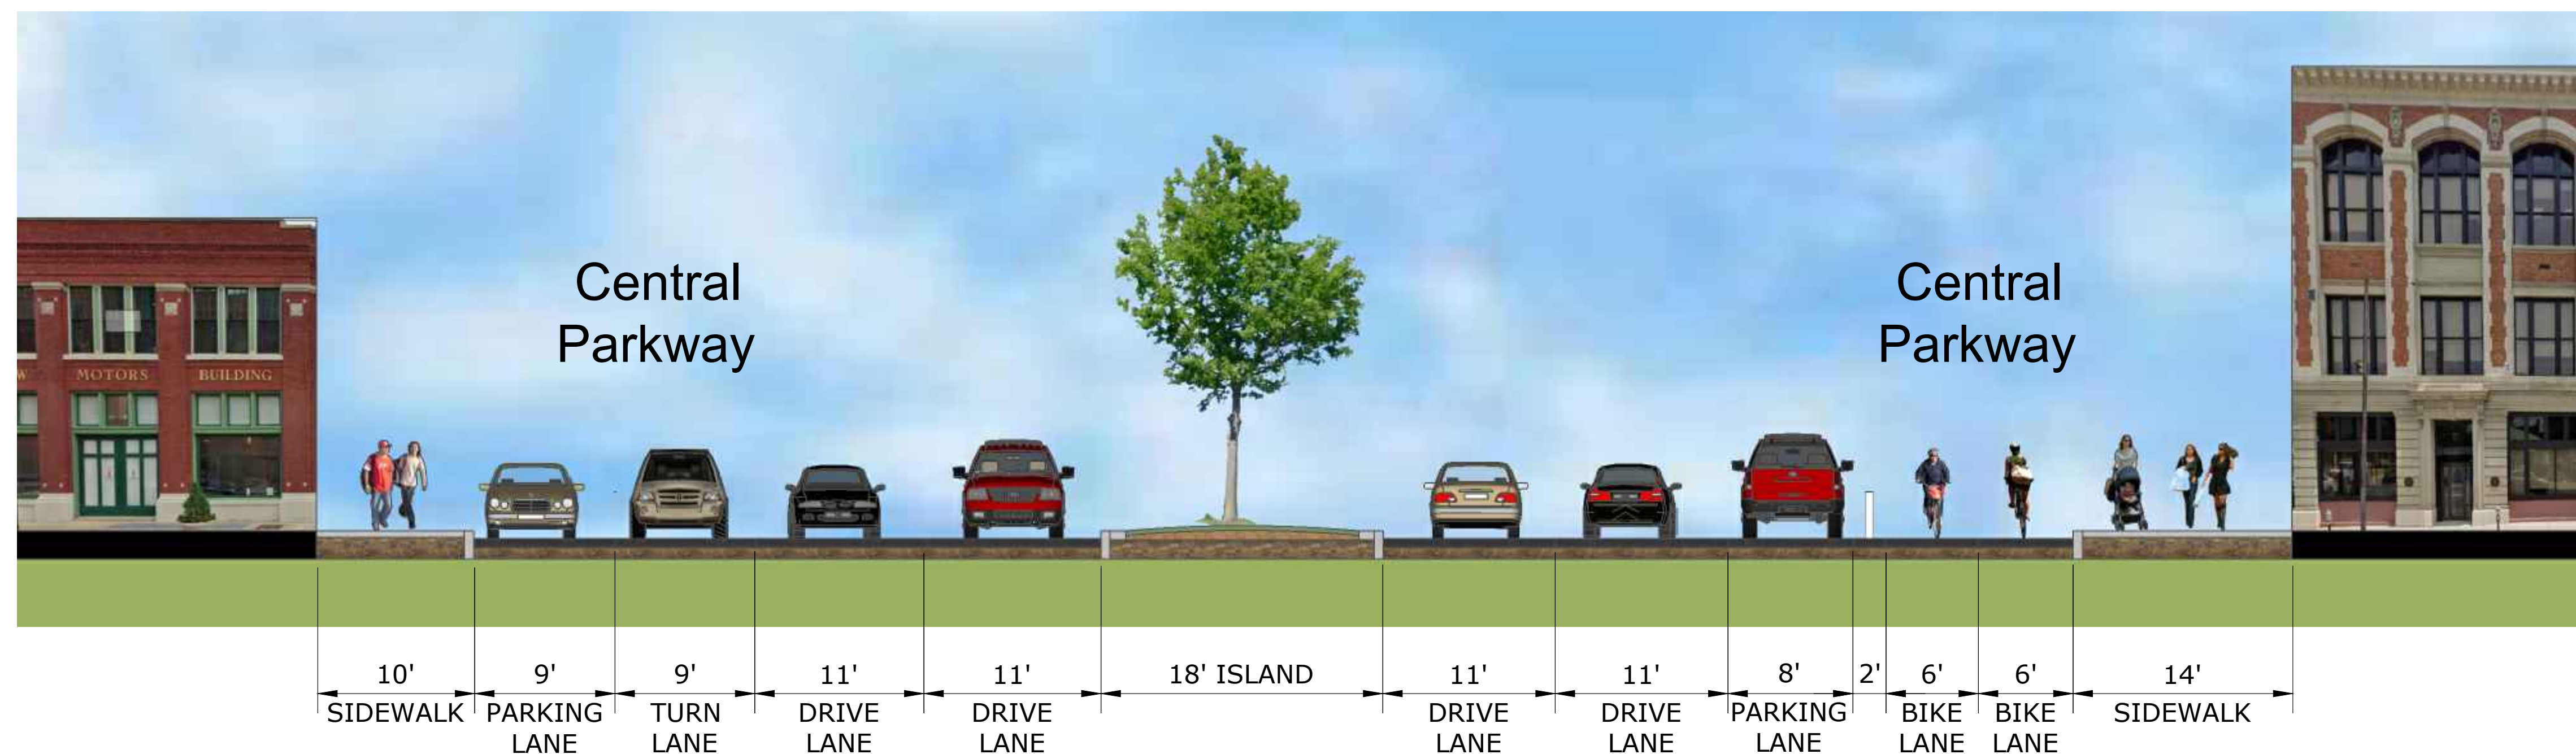 Central
Parkway
Central
Parkway
W MOTORS BUILDING
10' 9' 9' 11' 11' 18' ISLAND 11' 11' 8' 2' 6' 6' 14'
SIDEWALK PARKING TURN DRIVE DRIVE DRIVE DRIVE PARKING BIKE BIKE SIDEWALK
LANE LANE LANE LANE LANE LANE LANE LANE LANE